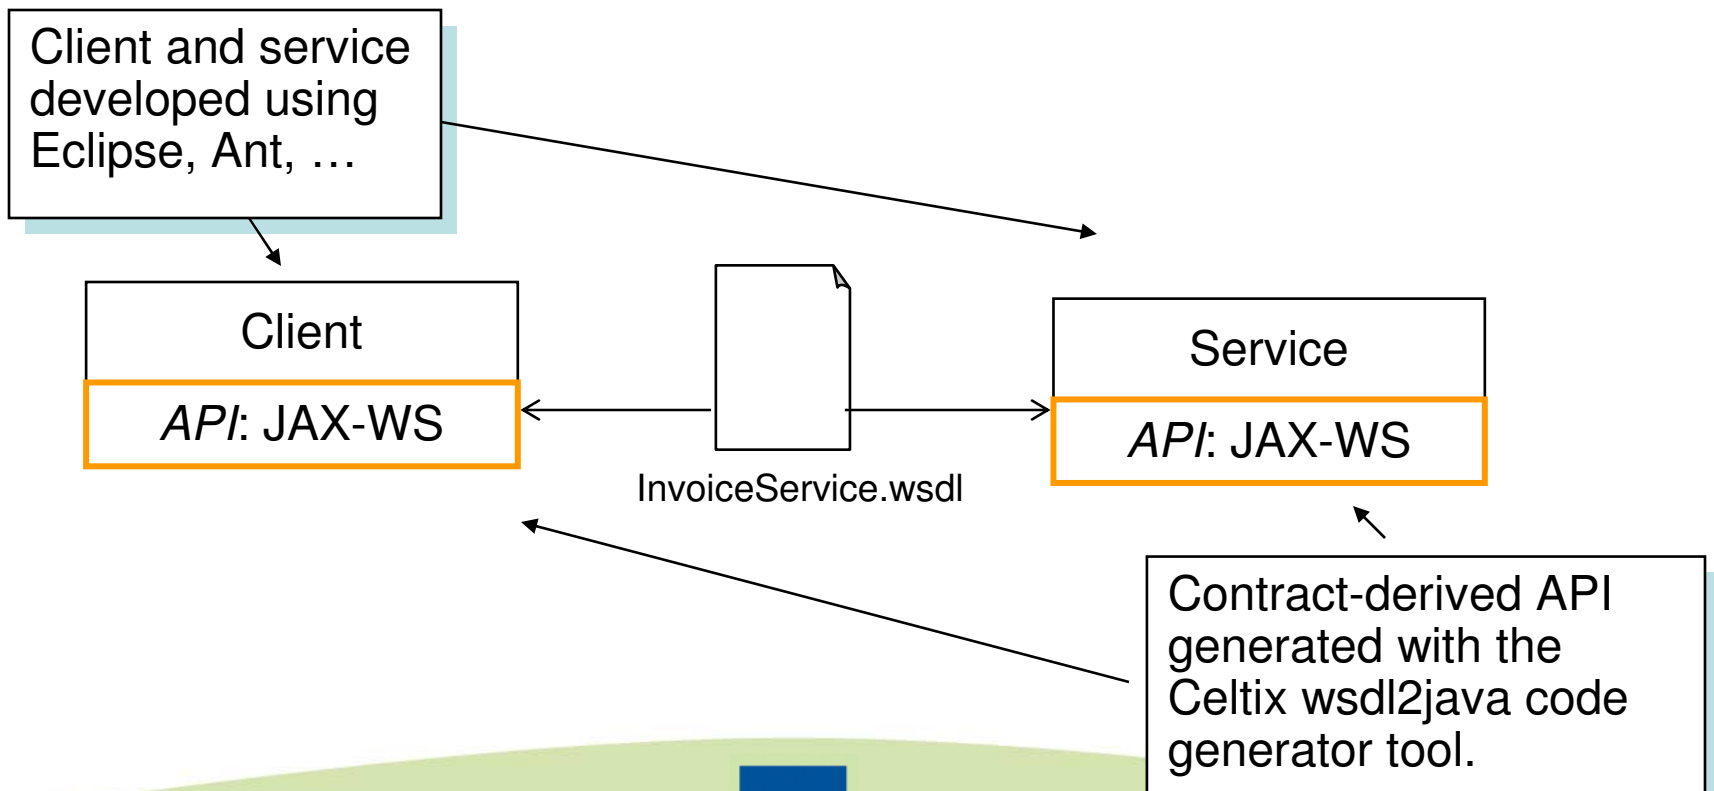 Client and service
developed using
Eclipse, Ant, …
Client
API: JAX-WS
InvoiceService.wsdl
Service
API: JAX-WS
Contract-derived API
generated with the
Celtix wsdl2java code
generator tool.